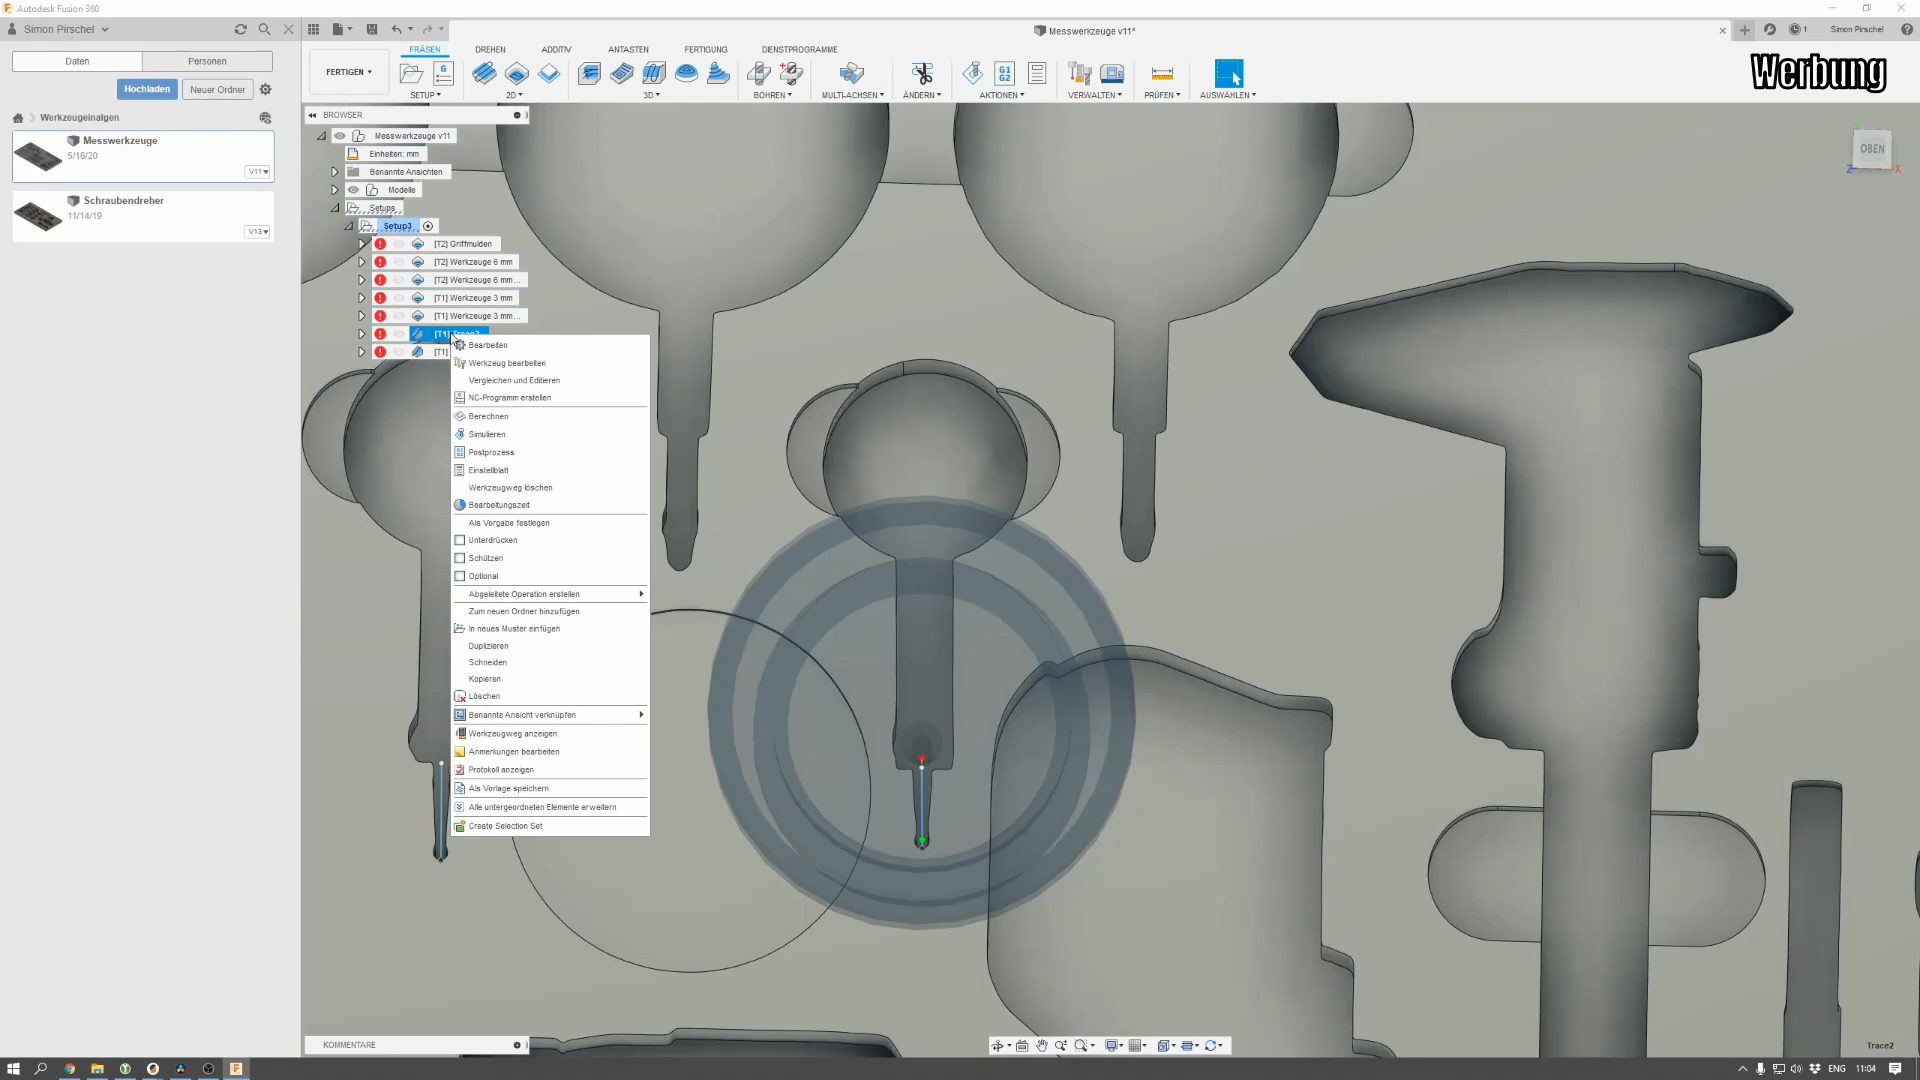 Autodesk Fusion 360
Simon Pirschel
Daten
Personen
Hochladen
Neuer Ordner
Werkzeugeinalgen
Messwerkzeuge
5/16/20
V11
Schraubendreher
11/14/19
V13
Messwerkzeuge v11*
1
Simon Pirschel
Werbung
FRÄSEN
DREHEN
ADDITIV
ANTASTEN
FERTIGUNG
DIENSTPROGRAMME
FERTIGEN
G
G1
G2
SETUP
2D
3D
BOHREN
MULTI-ACHSEN
ÄNDERN
AKTIONEN
VERWALTEN
PRÜFEN
AUSWÄHLEN
BROWSER
Messwerkzeuge v11
Einheiten: mm
Benannte Ansichten
Modelle
Setups
Setup3
[T2] Griffmulden
[T2] Werkzeuge 6 mm
[T2] Werkzeuge 6 mm ...
[T1] Werkzeuge 3 mm
[T1] Werkzeuge 3 mm ...
[T1] Trace2
[T1]
Bearbeiten
Werkzeug bearbeiten
Vergleichen und Editieren
NC-Programm erstellen
Berechnen
Simulieren
Postprozess
Einstellblatt
Werkzeugweg löschen
Bearbeitungszeit
Als Vorgabe festlegen
Unterdrücken
Schützen
Optional
Abgeleitete Operation erstellen
Zum neuen Ordner hinzufügen
In neues Muster einfügen
Duplizieren
Schneiden
Kopieren
Löschen
Benannte Ansicht verknüpfen
Werkzeugweg anzeigen
Anmerkungen bearbeiten
Protokoll anzeigen
Als Vorlage speichern
Alle untergeordneten Elemente erweitern
Create Selection Set
OBEN
Z
X
KOMMENTARE
Trace2
ENG
11:04